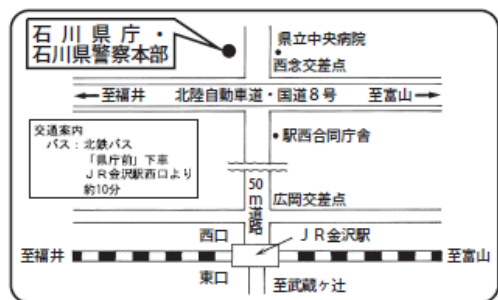 石川県庁・
石川県警察本部
県立中央病院
西念交差点
至福井 北陸自動車道・国道8号 至富山
交通案内
バス：北鉄バス
「県庁前」下車
ＪＲ金沢駅西口より
約10分
駅西合同庁舎
50m道路
広岡交差点
西口
ＪＲ金沢駅
至福井
至富山
東口
至武蔵ヶ辻